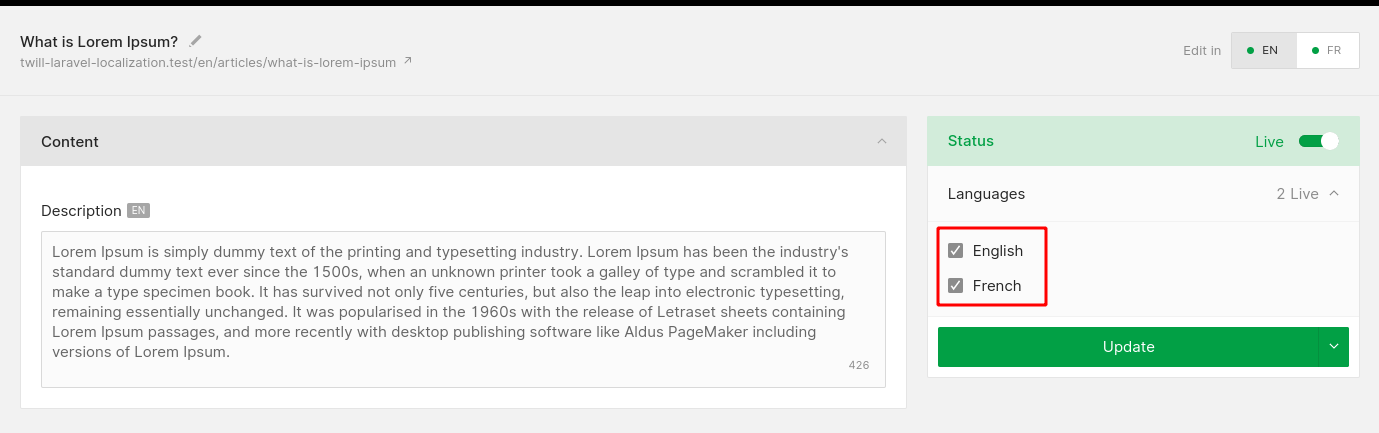 What is Lorem Ipsum?
twill-laravel-localization.test/en/articles/what-is-lorem-ipsum
Edit in EN FR
Content
Description EN
Lorem Ipsum is simply dummy text of the printing and typesetting industry. Lorem Ipsum has been the industry's
standard dummy text ever since the 1500s, when an unknown printer took a galley of type and scrambled it to
make a type specimen book. It has survived not only five centuries, but also the leap into electronic typesetting,
remaining essentially unchanged. It was popularised in the 1960s with the release of Letraset sheets containing
Lorem Ipsum passages, and more recently with desktop publishing software like Aldus PageMaker including
versions of Lorem Ipsum.
426
Status Live
Languages 2 Live
English
French
Update